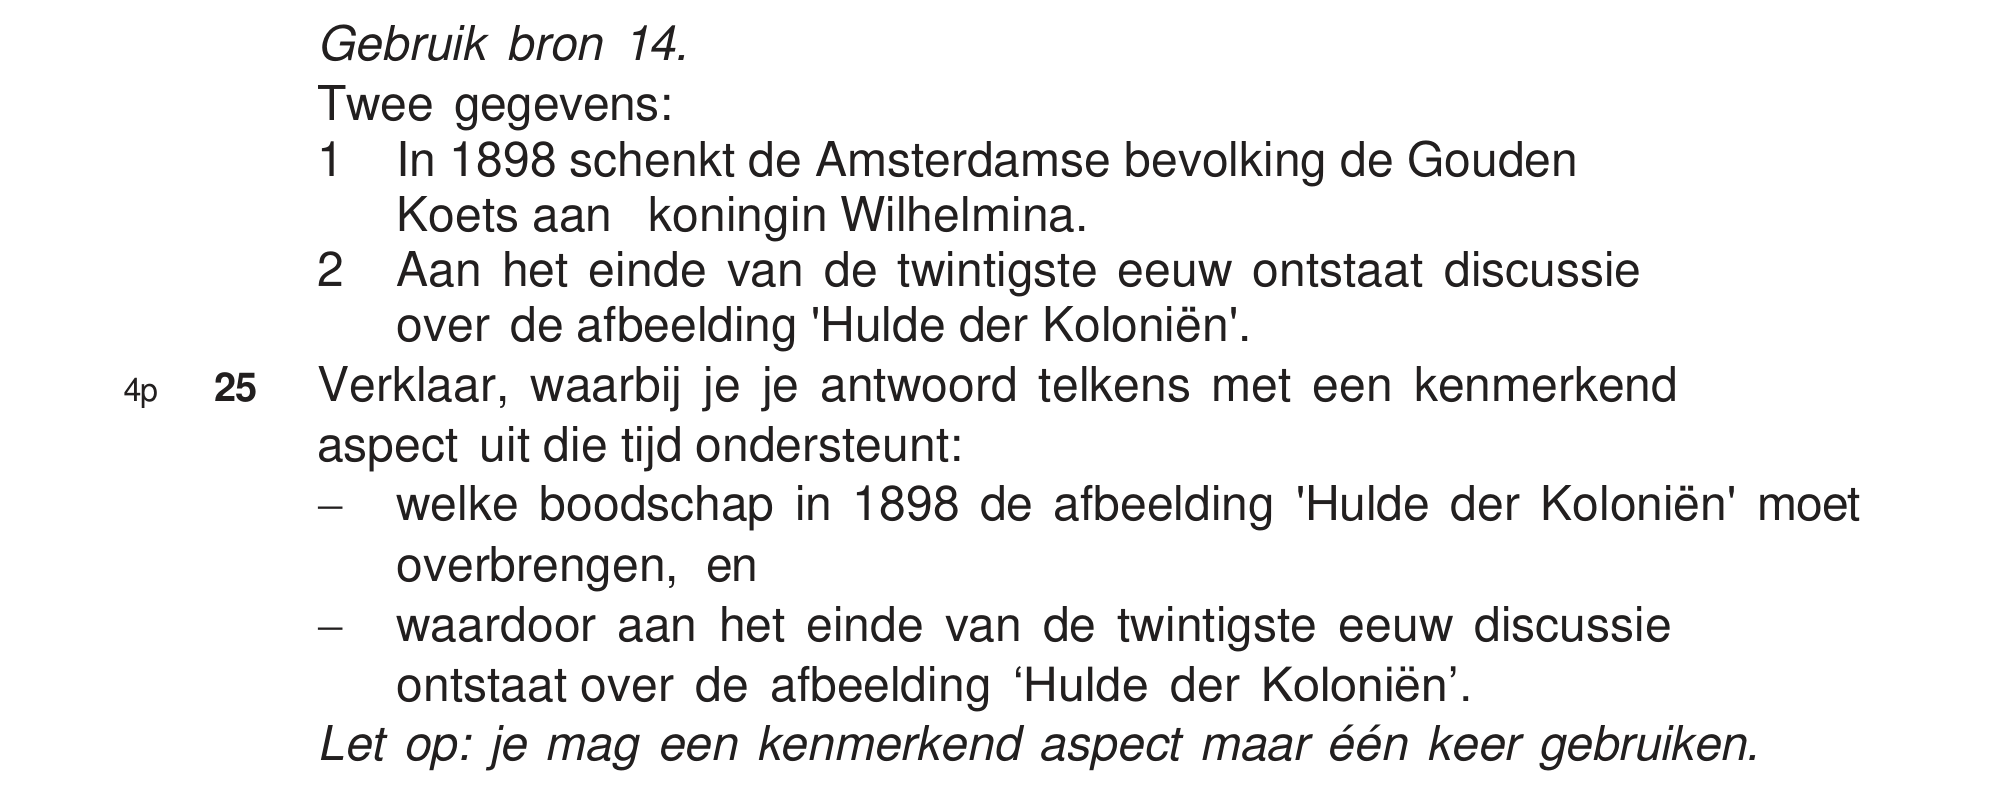 Gebruik bron 14.
Twee gegevens:
1 In 1898 schenkt de Amsterdamse bevolking de Gouden
Koets aan koningin Wilhelmina.
2 Aan het einde van de twintigste eeuw ontstaat discussie
over de afbeelding 'Hulde der Koloniën'.
4p 25 Verklaar, waarbij je je antwoord telkens met een kenmerkend
aspect uit die tijd ondersteunt:
– welke boodschap in 1898 de afbeelding 'Hulde der Koloniën' moet
overbrengen, en
– waardoor aan het einde van de twintigste eeuw discussie
ontstaat over de afbeelding ‘Hulde der Koloniën’.
Let op: je mag een kenmerkend aspect maar één keer gebruiken.